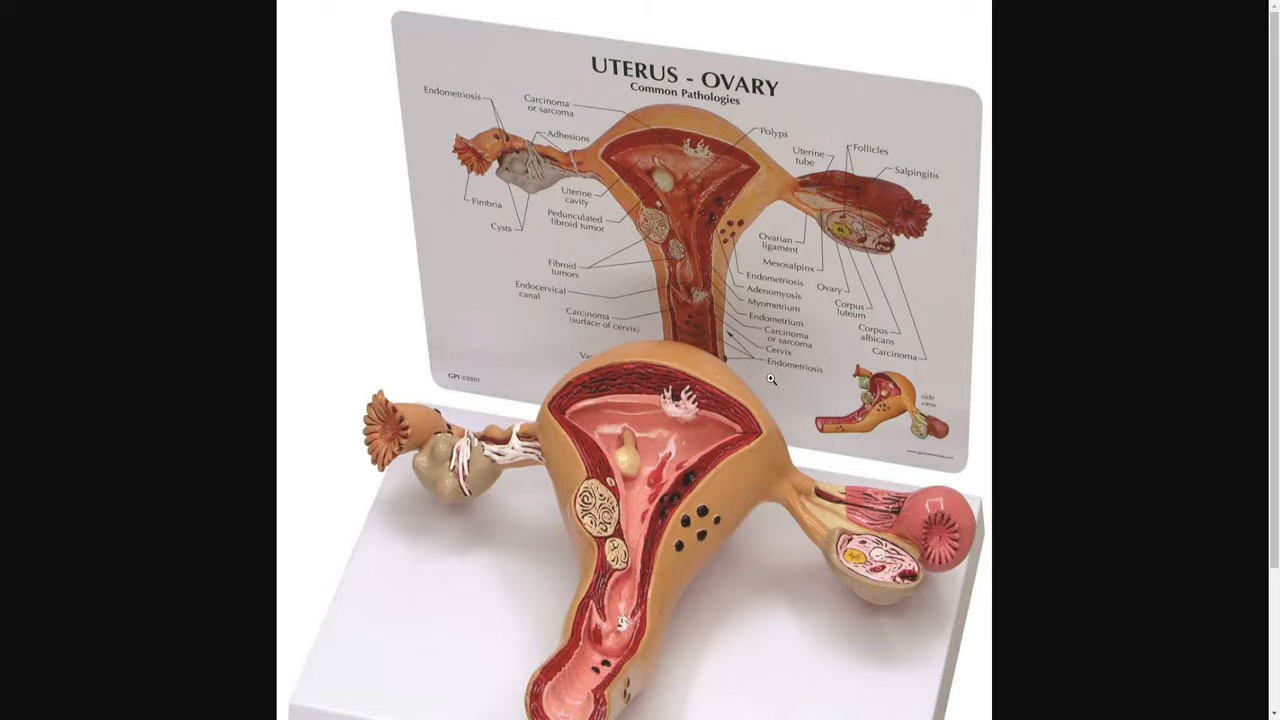 UTERUS - OVARY
Common Pathologies
Endometriosis
Carcinoma
or sarcoma
Adhesions
Polyps
Uterine
tube
Follicles
Salpingitis
Fimbria
Cysts
Uterine
cavity
Pedunculated
fibroid tumor
Fibroid
tumors
Endocervical
canal
Carcinoma
(surface of cervix)
Ovarian
ligament
Mesosalpinx
Endometriosis
Adenomyosis
Myometrium
Endometrium
Carcinoma
or sarcoma
Cervix
Endometriosis
Ovary
Corpus
luteum
Corpus
albicans
Carcinoma
side
view
GPI ©2001